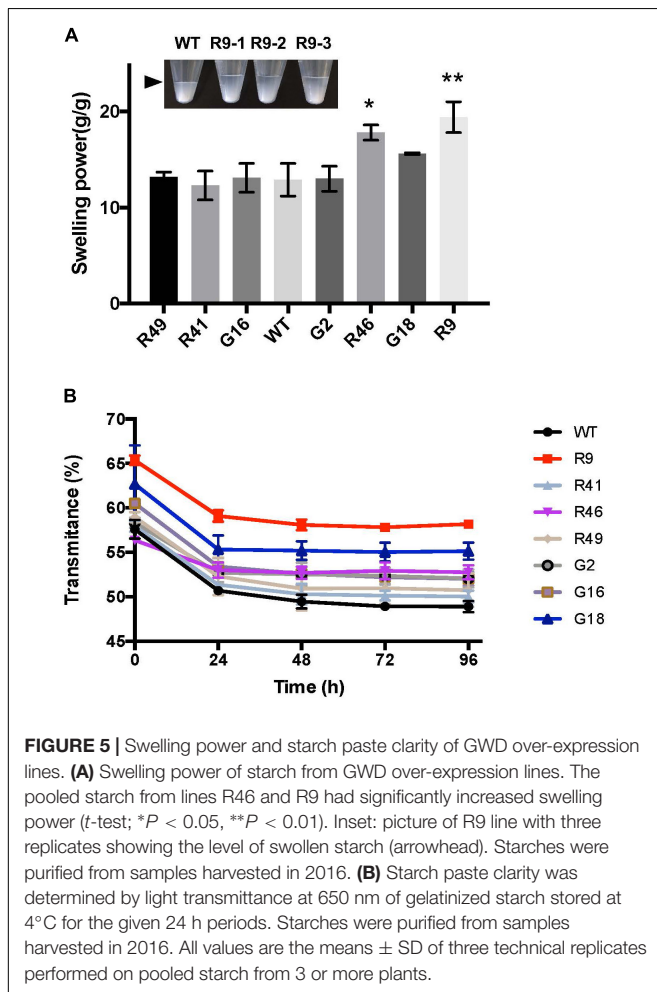 A
WT R9-1 R9-2 R9-3
Swelling power(g/g)
20
10
0
* **
R49 R41 G16 WT G2 R46 G18 R9
B
Transmitance (%)
70
65
60
55
50
45
0 24 48 72 96
Time (h)
WT
R9
R41
R46
R49
G2
G16
G18
FIGURE 5 | Swelling power and starch paste clarity of GWD over-expression
lines. (A) Swelling power of starch from GWD over-expression lines. The
pooled starch from lines R46 and R9 had significantly increased swelling
power (t-test; *P < 0.05, **P < 0.01). Inset: picture of R9 line with three
replicates showing the level of swollen starch (arrowhead). Starches were
purified from samples harvested in 2016. (B) Starch paste clarity was
determined by light transmittance at 650 nm of gelatinized starch stored at
4°C for the given 24 h periods. Starches were purified from samples
harvested in 2016. All values are the means ± SD of three technical replicates
performed on pooled starch from 3 or more plants.